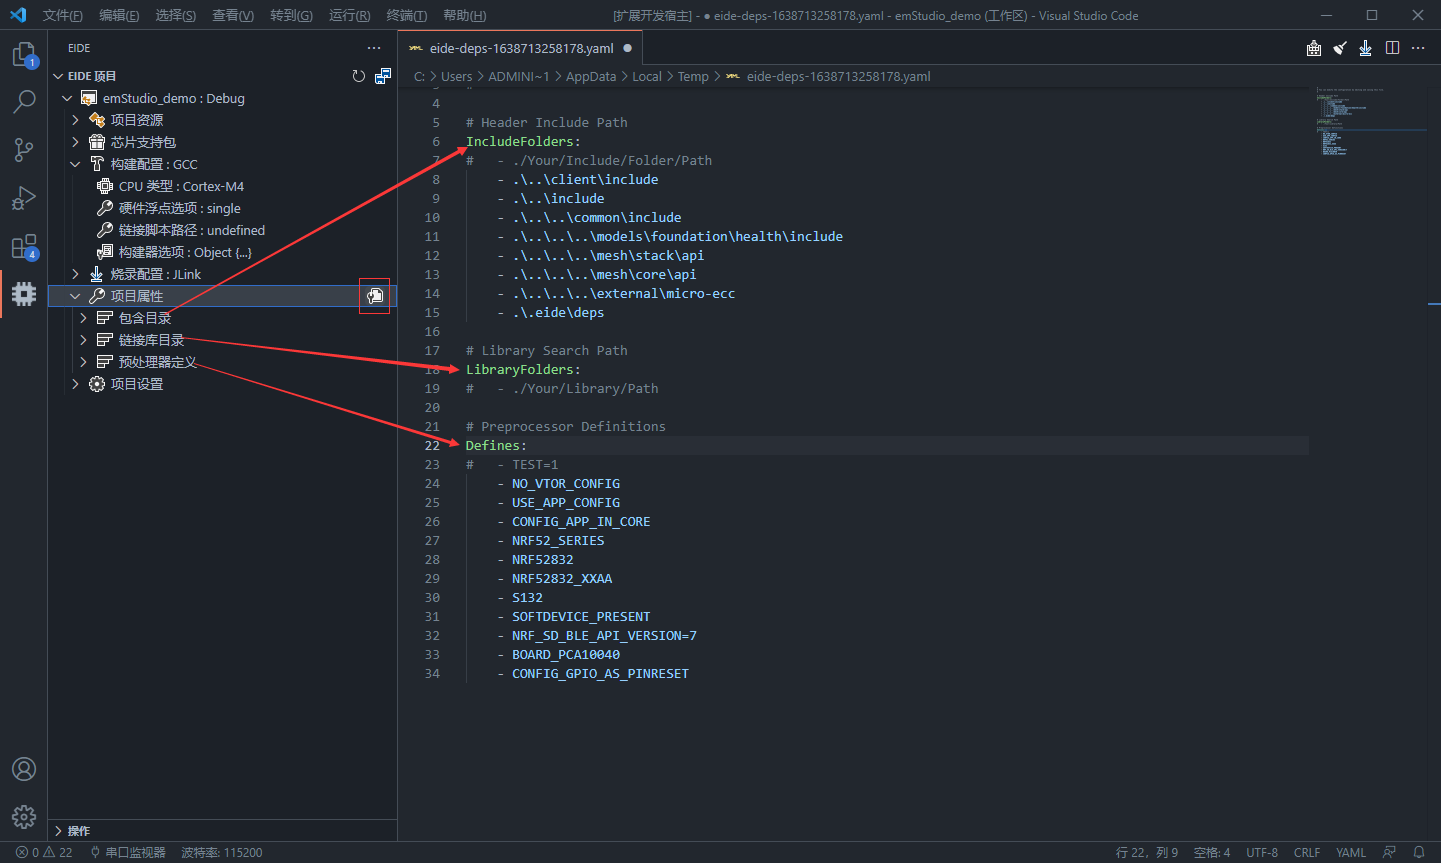 文件(F) 编辑(E) 选择(S) 查看(V) 转到(G) 运行(R) 终端(T) 帮助(H) [扩展开发宿主] - ● eide-deps-1638713258178.yaml - emStudio_demo (工作区) - Visual Studio Code
EIDE
EIDE 项目
emStudio_demo : Debug
项目资源
芯片支持包
构建配置 : GCC
CPU 类型 : Cortex-M4
硬件浮点选项 : single
链接脚本路径 : undefined
构建器选项 : Object {...}
烧录配置 : JLink
项目属性
包含目录
链接库目录
预处理器定义
项目设置
操作
1
4
YAML eide-deps-1638713258178.yaml ●
C: > Users > ADMINI~1 > AppData > Local > Temp > YAML eide-deps-1638713258178.yaml
4
5 # Header Include Path
6 IncludeFolders:
7 #   - ./Your/Include/Folder/Path
8     - .\..\client\include
9     - .\..\include
10     - .\..\..\common\include
11     - .\..\..\..\models\foundation\health\include
12     - .\..\..\..\mesh\stack\api
13     - .\..\..\..\mesh\core\api
14     - .\..\..\..\external\micro-ecc
15     - .\.eide\deps
16
17 # Library Search Path
18 LibraryFolders:
19 #   - ./Your/Library/Path
20
21 # Preprocessor Definitions
22 Defines:
23 #   - TEST=1
24     - NO_VTOR_CONFIG
25     - USE_APP_CONFIG
26     - CONFIG_APP_IN_CORE
27     - NRF52_SERIES
28     - NRF52832
29     - NRF52832_XXAA
30     - S132
31     - SOFTDEVICE_PRESENT
32     - NRF_SD_BLE_API_VERSION=7
33     - BOARD_PCA10040
34     - CONFIG_GPIO_AS_PINRESET
0 22 串口监视器 波特率: 115200 行 22，列 9 空格: 4 UTF-8 CRLF YAML